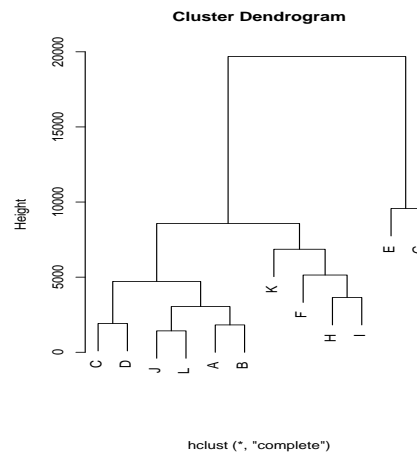 Cluster Dendrogram
Height
20000
15000
10000
5000
0
E
K
F
H
I
C
D
J
L
A
B
hclust (*, "complete")